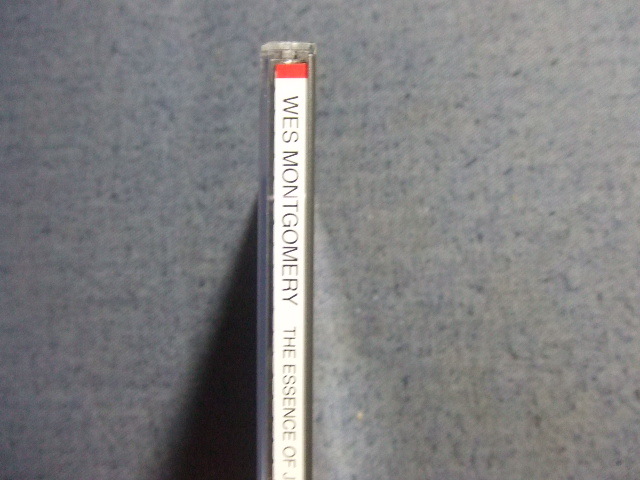 WES MONTGOMERY THE ESSENCE OF J